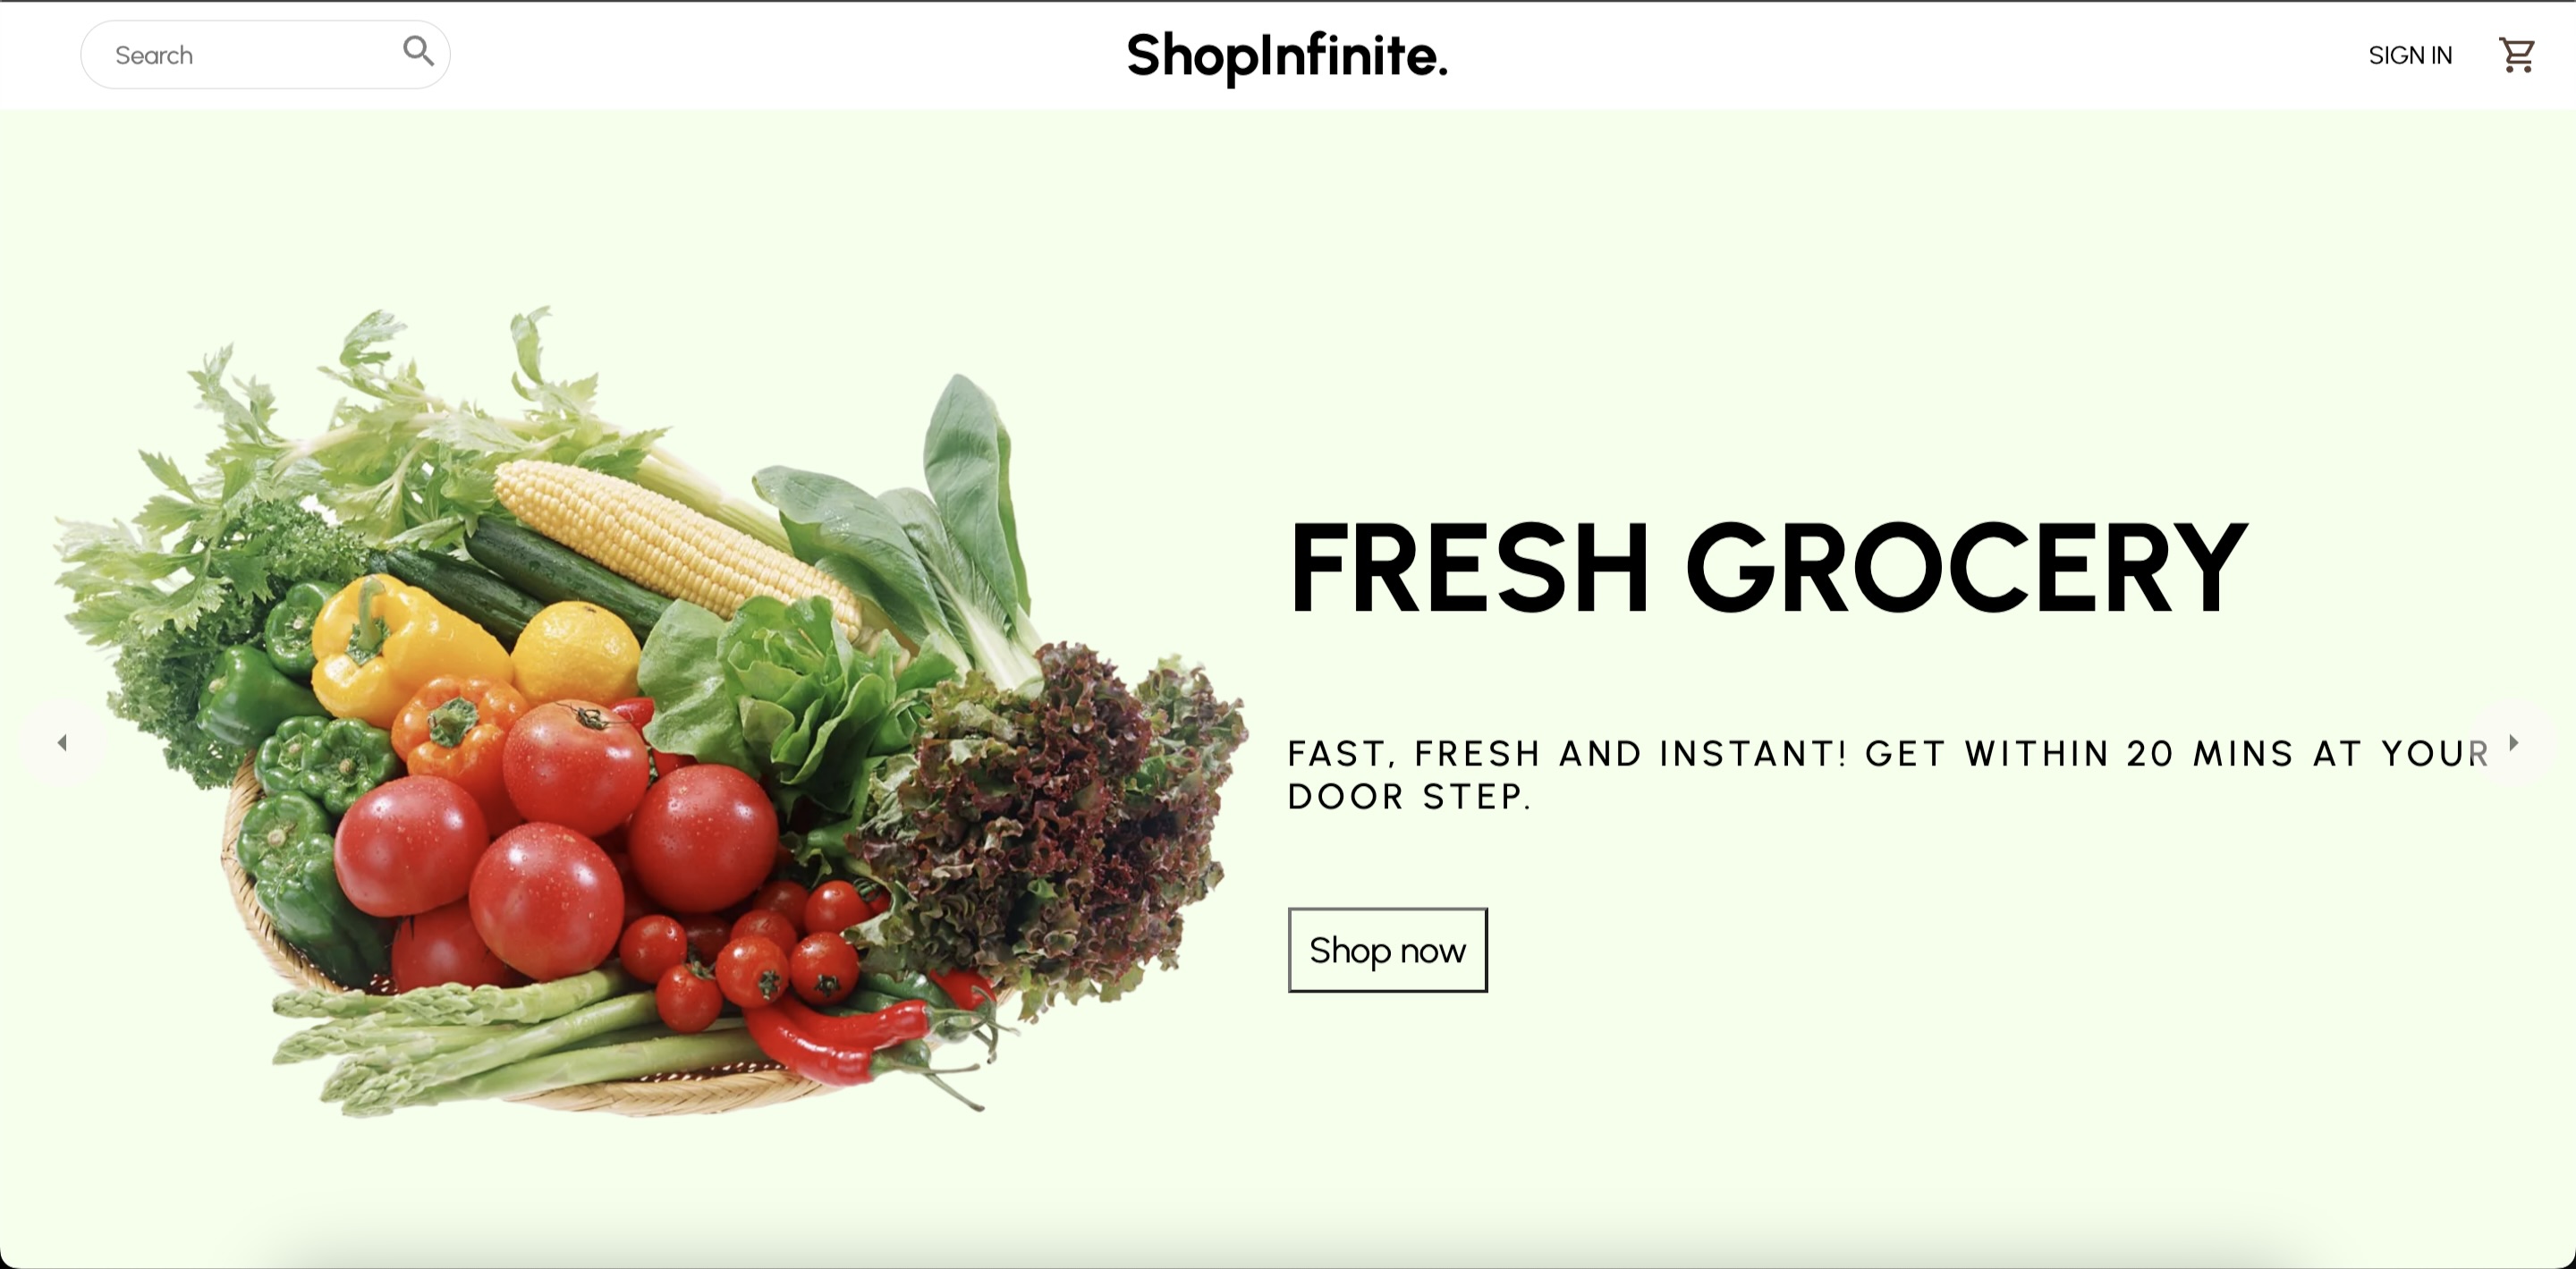 Search
ShopInfinite.
SIGN IN
FRESH GROCERY
FAST, FRESH AND INSTANT! GET WITHIN 20 MINS AT YOUR
DOOR STEP.
Shop now